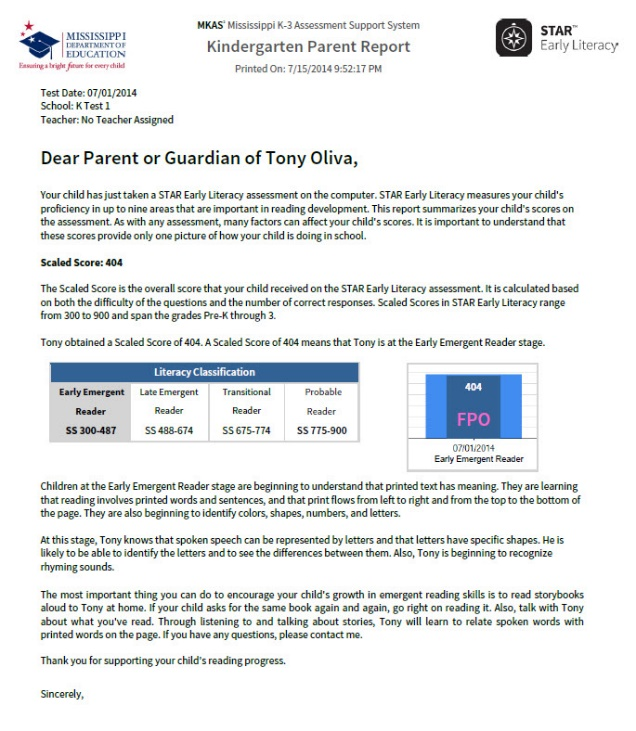 MISSISSIPPI
DEPARTMENT OF
EDUCATION
Ensuring a bright future for every child
MKAS² Mississippi K-3 Assessment Support System
Kindergarten Parent Report
Printed On: 7/15/2014 9:52:17 PM
STAR™
Early Literacy®
Test Date: 07/01/2014
School: K Test 1
Teacher: No Teacher Assigned
Dear Parent or Guardian of Tony Oliva,
Your child has just taken a STAR Early Literacy assessment on the computer. STAR Early Literacy measures your child's
proficiency in up to nine areas that are important in reading development. This report summarizes your child's scores on
the assessment. As with any assessment, many factors can affect your child's scores. It is important to understand that
these scores provide only one picture of how your child is doing in school.
Scaled Score: 404
The Scaled Score is the overall score that your child received on the STAR Early Literacy assessment. It is calculated based
on both the difficulty of the questions and the number of correct responses. Scaled Scores in STAR Early Literacy range
from 300 to 900 and span the grades Pre-K through 3.
Tony obtained a Scaled Score of 404. A Scaled Score of 404 means that Tony is at the Early Emergent Reader stage.
Literacy Classification
Early Emergent Late Emergent Transitional Probable
Reader Reader Reader Reader
SS 300-487 SS 488-674 SS 675-774 SS 775-900
404
FPO
07/01/2014
Early Emergent Reader
Children at the Early Emergent Reader stage are beginning to understand that printed text has meaning. They are learning
that reading involves printed words and sentences, and that print flows from left to right and from the top to the bottom of
the page. They are also beginning to identify colors, shapes, numbers, and letters.
At this stage, Tony knows that spoken speech can be represented by letters and that letters have specific shapes. He is
likely to be able to identify the letters and to see the differences between them. Also, Tony is beginning to recognize
rhyming sounds.
The most important thing you can do to encourage your child's growth in emergent reading skills is to read storybooks
aloud to Tony at home. If your child asks for the same book again and again, go right on reading it. Also, talk with Tony
about what you've read. Through listening to and talking about stories, Tony will learn to relate spoken words with
printed words on the page. If you have any questions, please contact me.
Thank you for supporting your child's reading progress.
Sincerely,